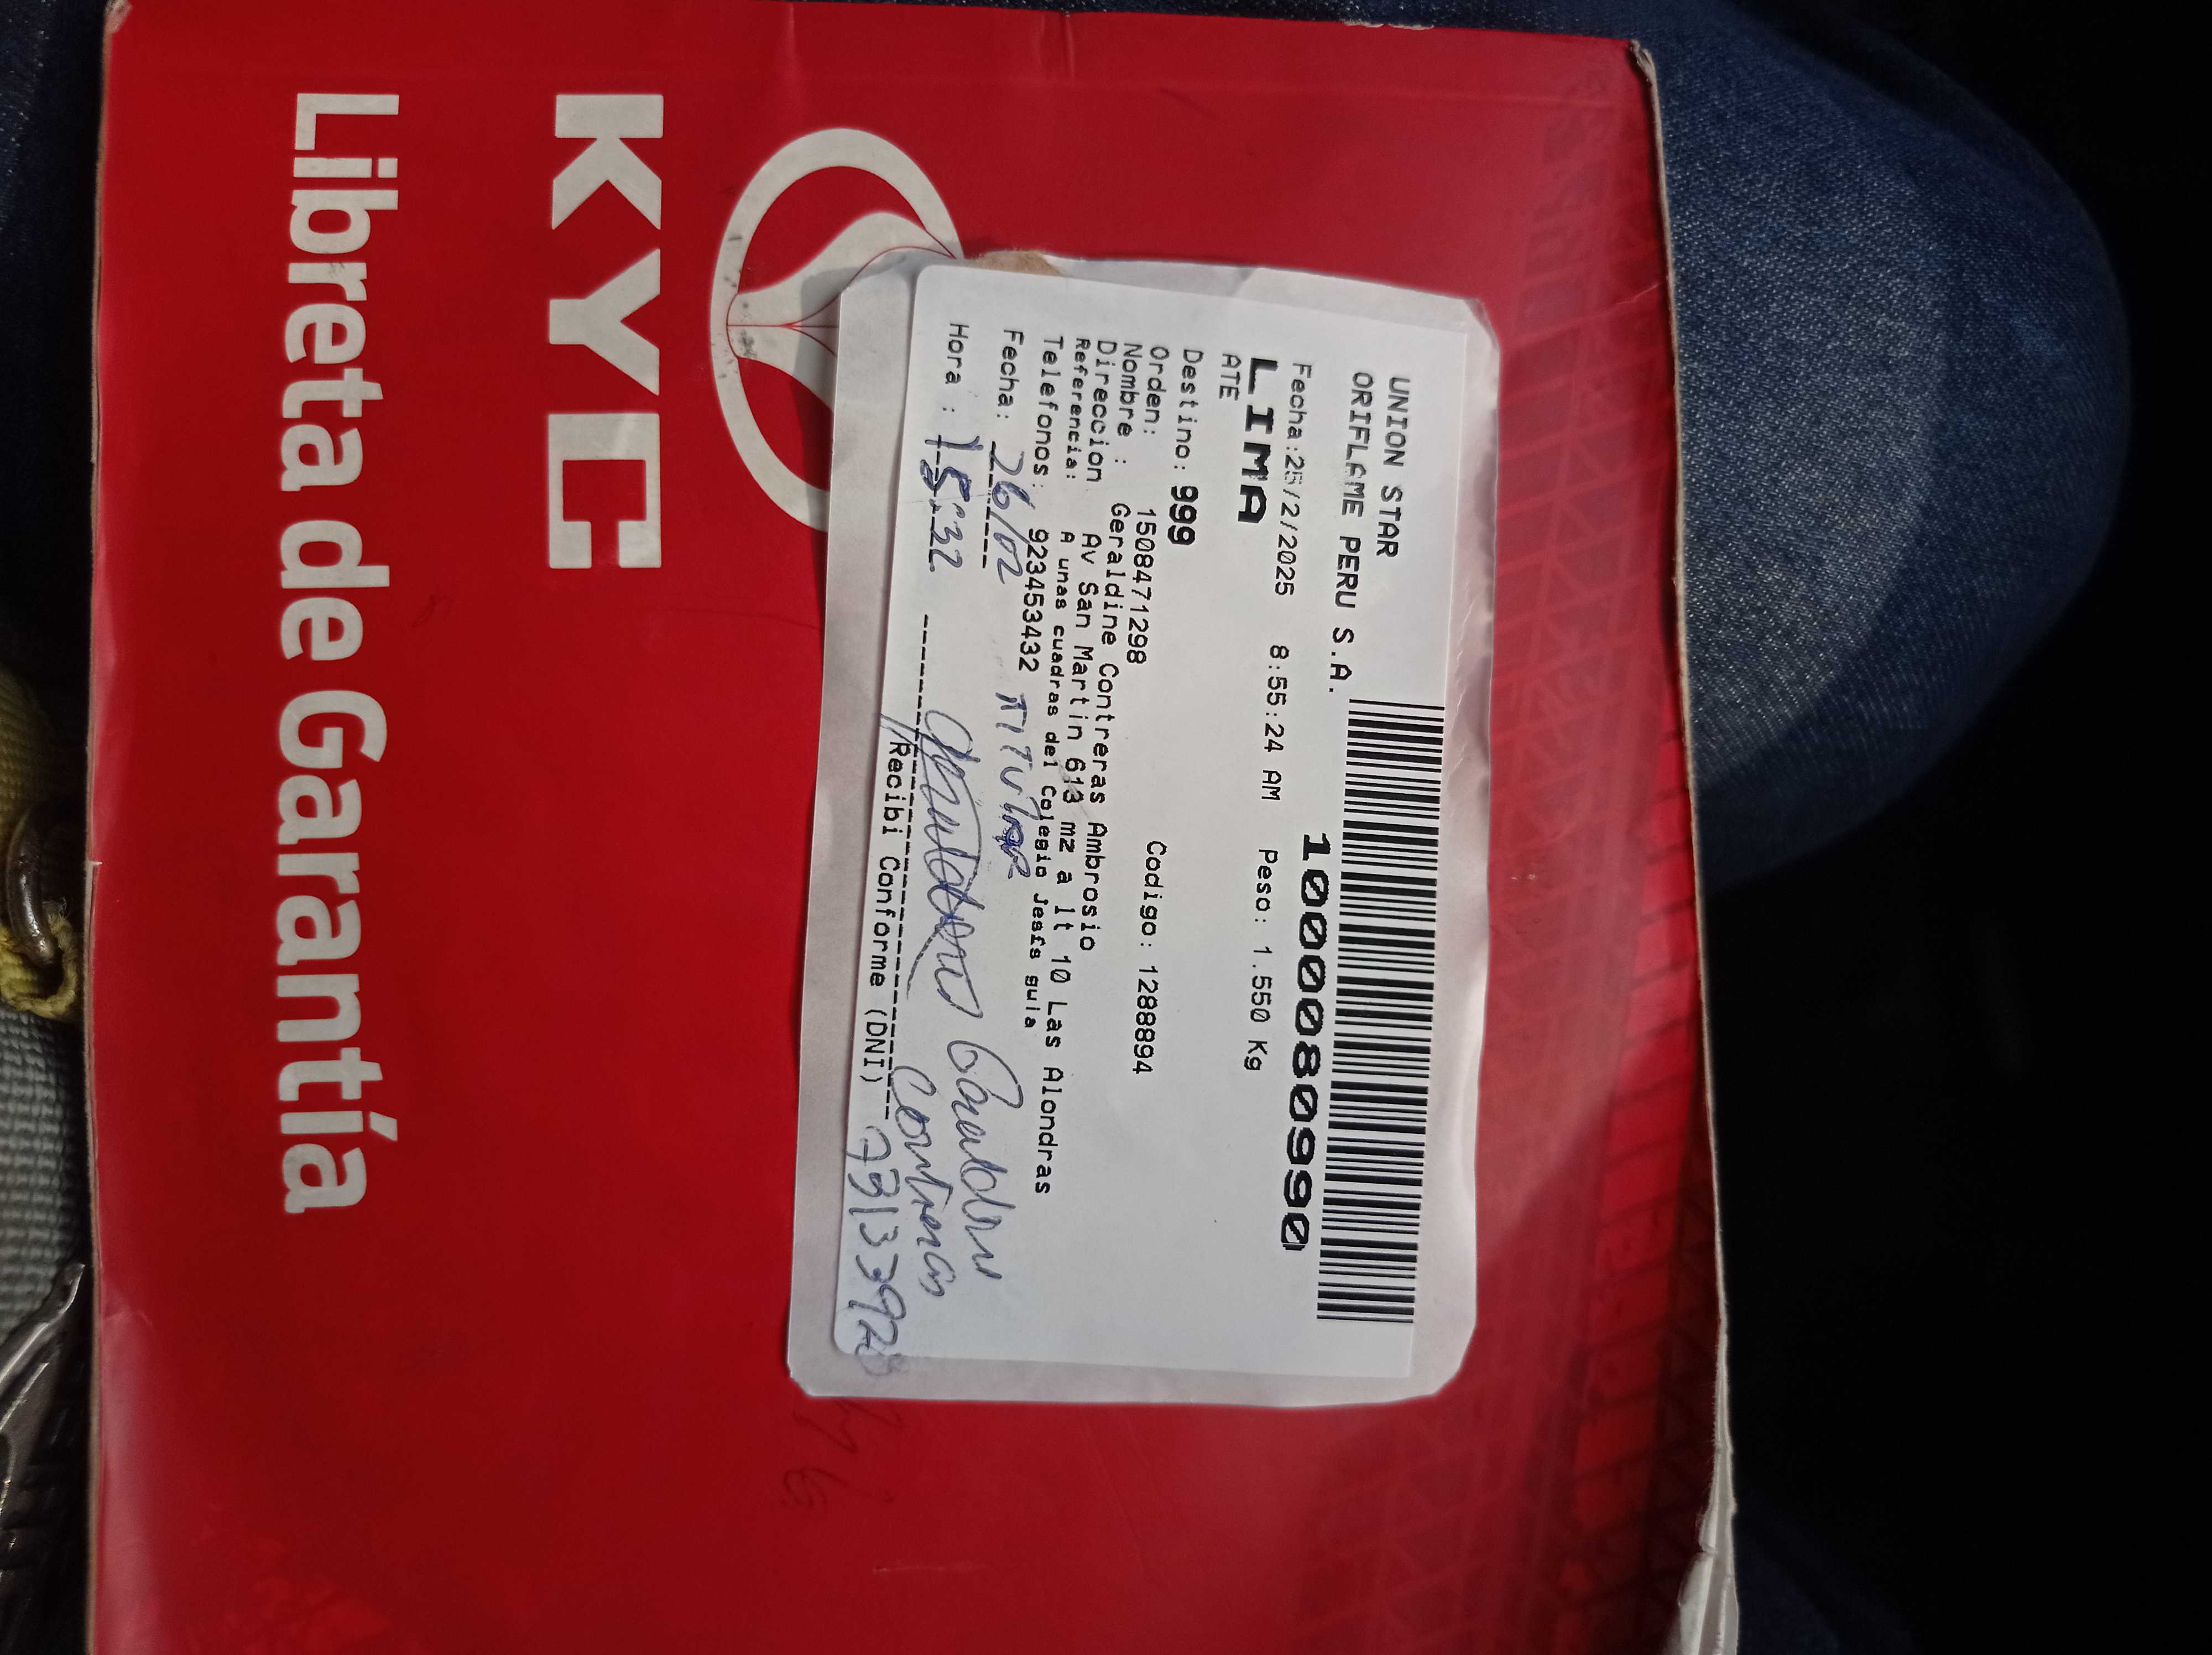 UNION STAR
ORIFLAME PERU S.A.
1000080990
Fecha:25/2/2025 8:55:24 AM Peso: 1.550 Kg
LIMA
ATE
Destino: 999
Orden: 1508471298 Codigo: 1288894
Nombre : Geraldine Contreras Ambrosio
Direccion Av San Martin 613 mz a lt 10 Las Alondras
Referencia: A unas cuadras del Colegio Jesús guia
Telefonos: 923453432
Fecha: 26/02 TITULAR
Hora : 15:32 Geraldine
Contreras
Recibi Conforme (DNI)
KYC
Libreta de Garantía